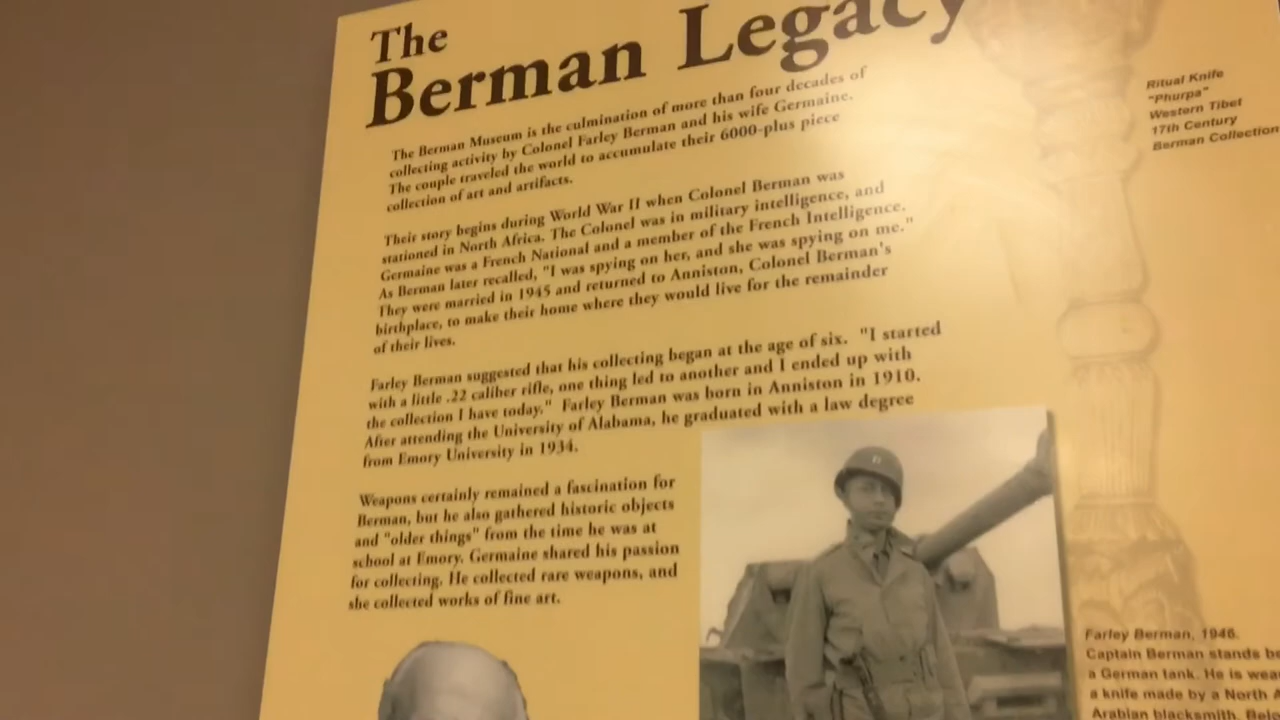 The
Berman Legacy
The Berman Museum is the culmination of more than four decades of
collecting activity by Colonel Farley Berman and his wife Germaine.
The couple traveled the world to accumulate their 6000-plus piece
collection of art and artifacts.
Their story begins during World War II when Colonel Berman was
stationed in North Africa. The Colonel was in military intelligence, and
Germaine was a French National and a member of the French Intelligence.
As Berman later recalled, "I was spying on her, and she was spying on me."
They were married in 1945 and returned to Anniston, Colonel Berman's
birthplace, to make their home where they would live for the remainder
of their lives.
Farley Berman suggested that his collecting began at the age of six. "I started
with a little .22 caliber rifle, one thing led to another and I ended up with
the collection I have today." Farley Berman was born in Anniston in 1910.
After attending the University of Alabama, he graduated with a law degree
from Emory University in 1934.
Weapons certainly remained a fascination for
Berman, but he also gathered historic objects
and "older things" from the time he was at
school at Emory. Germaine shared his passion
for collecting. He collected rare weapons, and
she collected works of fine art.
Ritual Knife
"Phurpa"
Western Tibet
17th Century
Berman Collection
Farley Berman, 1946.
Captain Berman stands be
a German tank. He is wea
a knife made by a North A
Arabian blacksmith. Belo